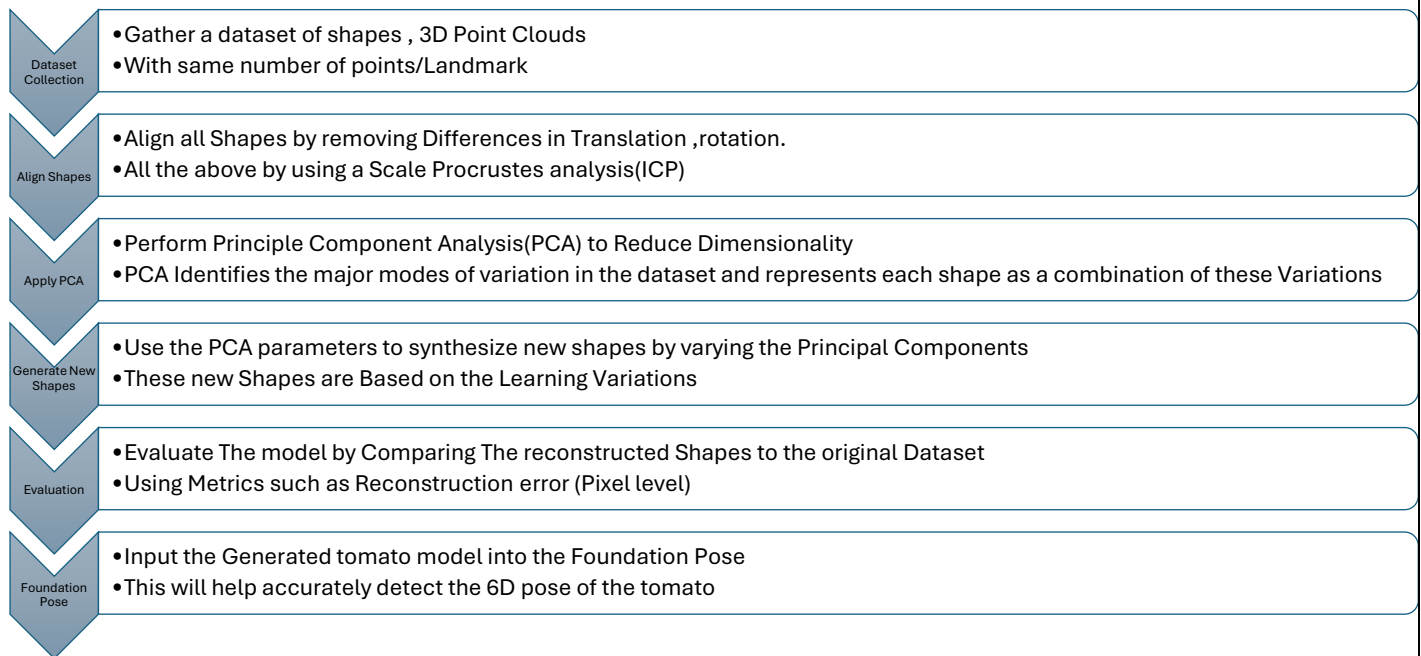 Dataset
Collection
•Gather a dataset of shapes , 3D Point Clouds
•With same number of points/Landmark
Align Shapes
•Align all Shapes by removing Differences in Translation ,rotation.
•All the above by using a Scale Procrustes analysis(ICP)
Apply PCA
•Perform Principle Component Analysis(PCA) to Reduce Dimensionality
•PCA Identifies the major modes of variation in the dataset and represents each shape as a combination of these Variations
Generate New
Shapes
•Use the PCA parameters to synthesize new shapes by varying the Principal Components
•These new Shapes are Based on the Learning Variations
Evaluation
•Evaluate The model by Comparing The reconstructed Shapes to the original Dataset
•Using Metrics such as Reconstruction error (Pixel level)
Foundation
Pose
•Input the Generated tomato model into the Foundation Pose
•This will help accurately detect the 6D pose of the tomato